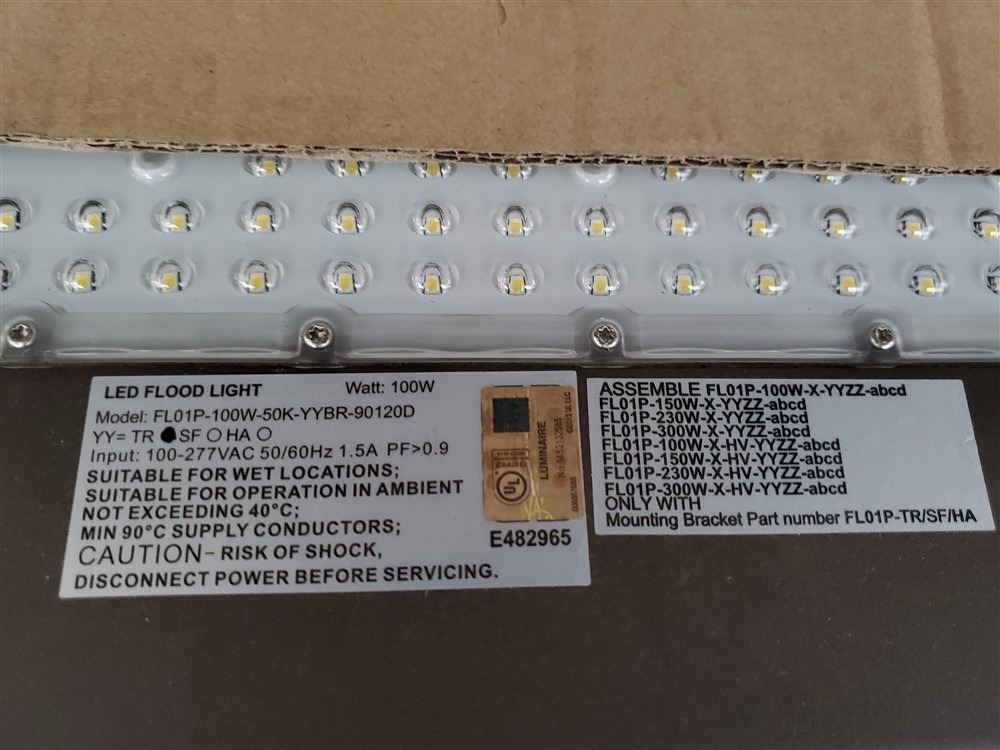 LED FLOOD LIGHT Watt: 100W
Model: FL01P-100W-50K-YYBR-90120D
YY= TR ● SF ○ HA ○
Input: 100-277VAC 50/60Hz 1.5A PF>0.9
SUITABLE FOR WET LOCATIONS;
SUITABLE FOR OPERATION IN AMBIENT
NOT EXCEEDING 40°C;
MIN 90°C SUPPLY CONDUCTORS;
CAUTION- RISK OF SHOCK,
DISCONNECT POWER BEFORE SERVICING.
UL
LUMINAIRE
E482965
ASSEMBLE FL01P-100W-X-YYZZ-abcd
FL01P-150W-X-YYZZ-abcd
FL01P-230W-X-YYZZ-abcd
FL01P-300W-X-YYZZ-abcd
FL01P-100W-X-HV-YYZZ-abcd
FL01P-150W-X-HV-YYZZ-abcd
FL01P-230W-X-HV-YYZZ-abcd
FL01P-300W-X-HV-YYZZ-abcd
ONLY WITH
Mounting Bracket Part number FL01P-TR/SF/HA